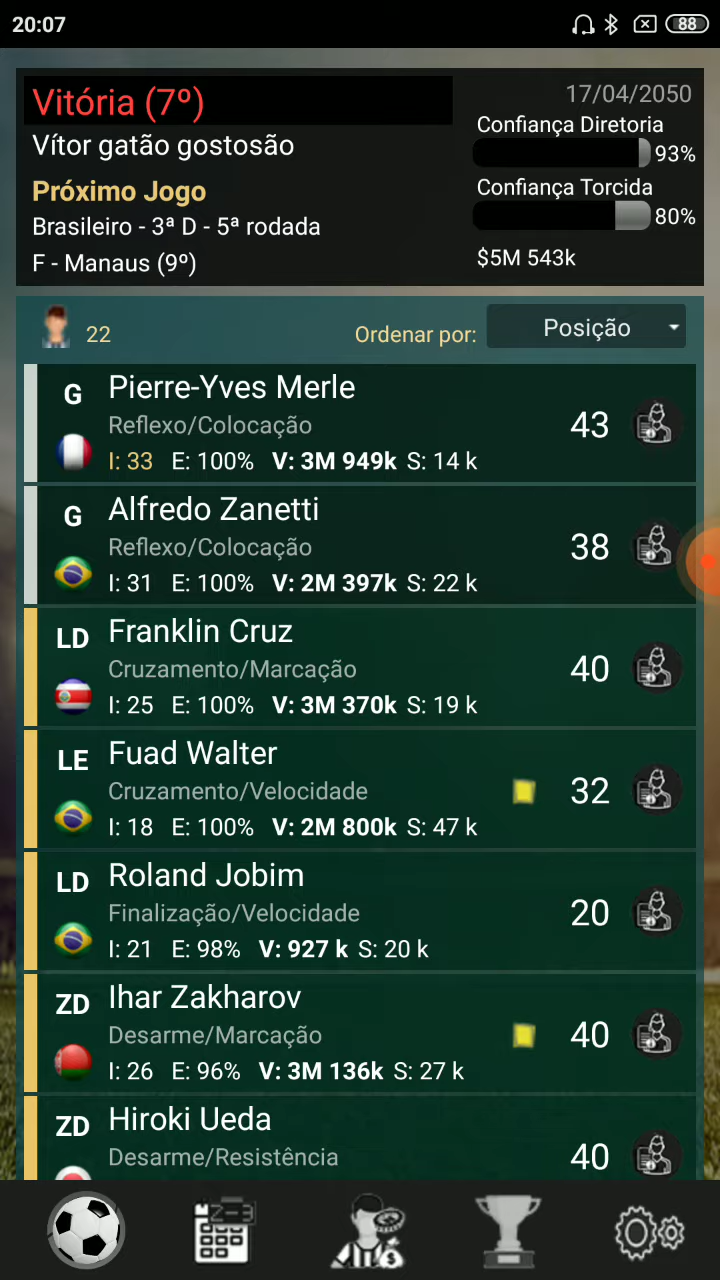 20:07
88
Vitória (7º)
17/04/2050
Vítor gatão gostosão
Confiança Diretoria
93%
Próximo Jogo
Confiança Torcida
Brasileiro - 3ª D - 5ª rodada
80%
F - Manaus (9º)
$5M 543k
22
Ordenar por:
Posição
G
Pierre-Yves Merle
Reflexo/Colocação
43
I: 33 E: 100% V: 3M 949k S: 14 k
G
Alfredo Zanetti
Reflexo/Colocação
38
I: 31 E: 100% V: 2M 397k S: 22 k
LD
Franklin Cruz
Cruzamento/Marcação
40
I: 25 E: 100% V: 3M 370k S: 19 k
LE
Fuad Walter
Cruzamento/Velocidade
32
I: 18 E: 100% V: 2M 800k S: 47 k
LD
Roland Jobim
Finalização/Velocidade
20
I: 21 E: 98% V: 927 k S: 20 k
ZD
Ihar Zakharov
Desarme/Marcação
40
I: 26 E: 96% V: 3M 136k S: 27 k
ZD
Hiroki Ueda
Desarme/Resistência
40
2-3